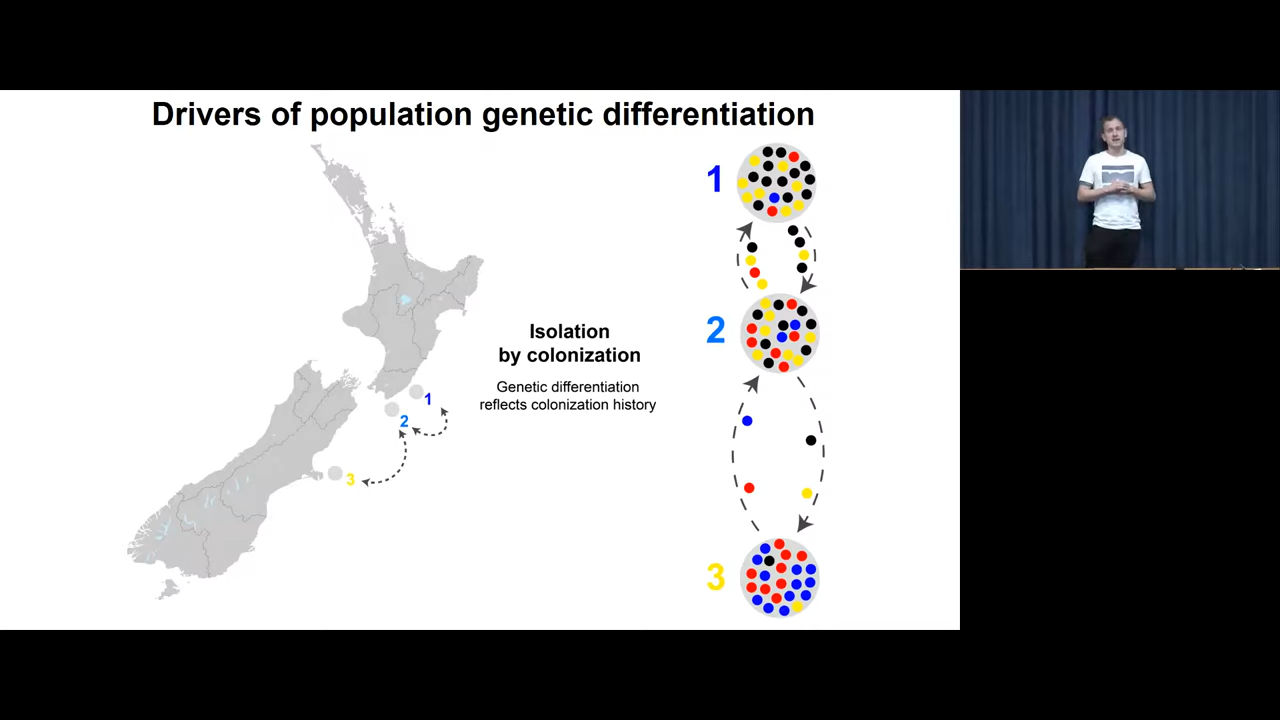 Drivers of population genetic differentiation
1
2
3
Isolation
by colonization
Genetic differentiation
reflects colonization history
1
2
3